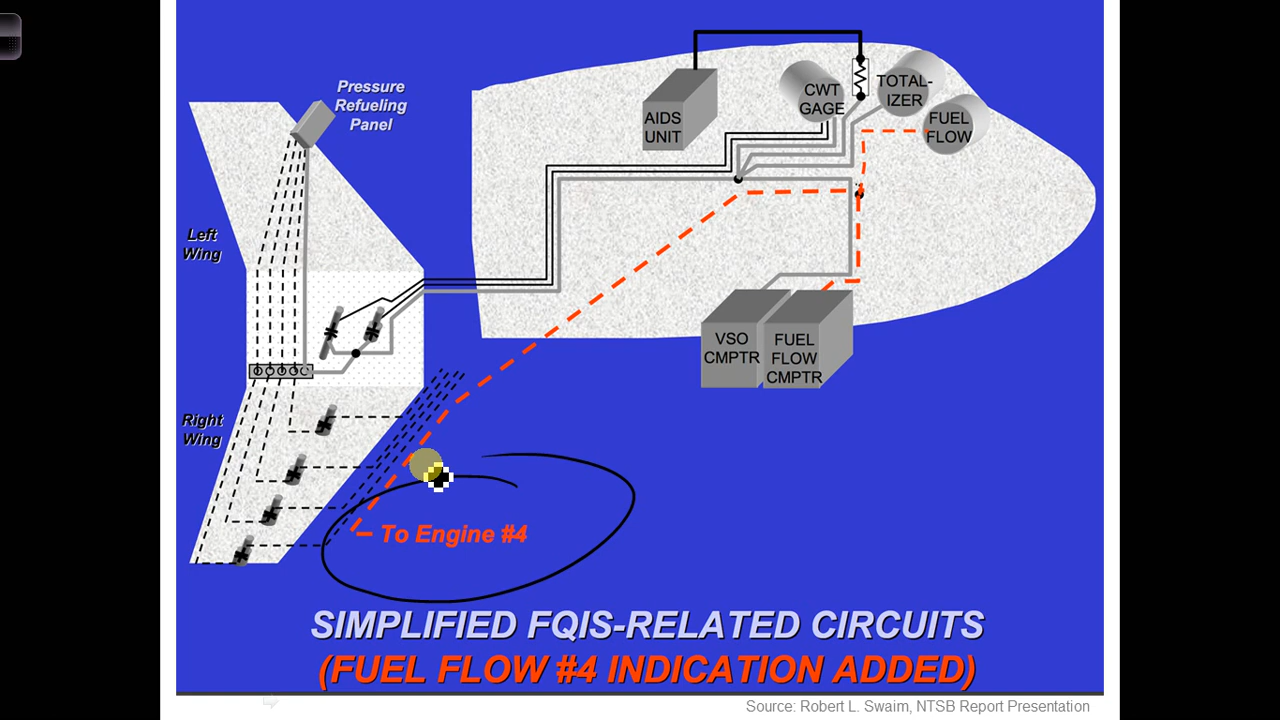 Pressure
Refueling
Panel
AIDS
UNIT
CWT
GAGE
TOTAL-
IZER
FUEL
FLOW
Left
Wing
VSO
CMPTR
FUEL
FLOW
CMPTR
Right
Wing
To Engine #4
SIMPLIFIED FQIS-RELATED CIRCUITS
(FUEL FLOW #4 INDICATION ADDED)
Source: Robert L. Swaim, NTSB Report Presentation